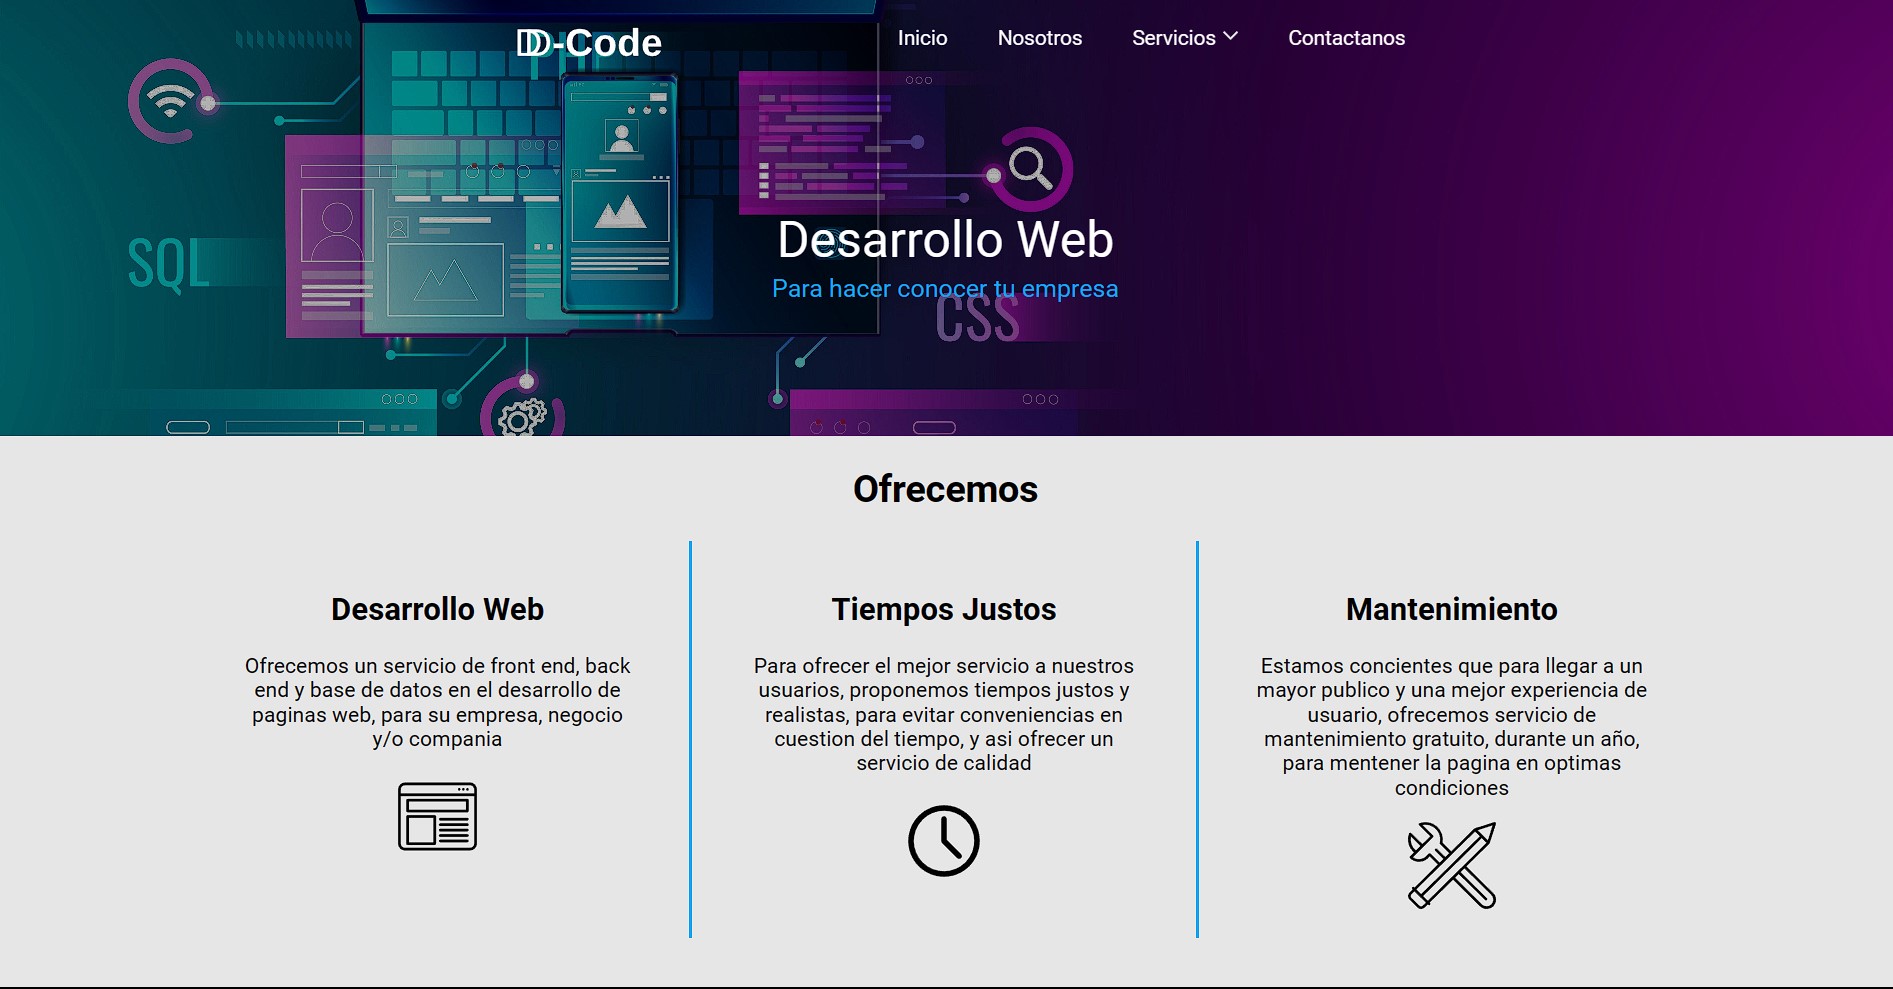 DD-Code
Inicio
Nosotros
Servicios
Contactanos
SQL
Desarrollo Web
Para hacer conocer tu empresa
CSS
Ofrecemos
Desarrollo Web
Ofrecemos un servicio de front end, back
end y base de datos en el desarrollo de
paginas web, para su empresa, negocio
y/o compania
Tiempos Justos
Para ofrecer el mejor servicio a nuestros
usuarios, proponemos tiempos justos y
realistas, para evitar conveniencias en
cuestion del tiempo, y asi ofrecer un
servicio de calidad
Mantenimiento
Estamos concientes que para llegar a un
mayor publico y una mejor experiencia de
usuario, ofrecemos servicio de
mantenimiento gratuito, durante un año,
para mentener la pagina en optimas
condiciones